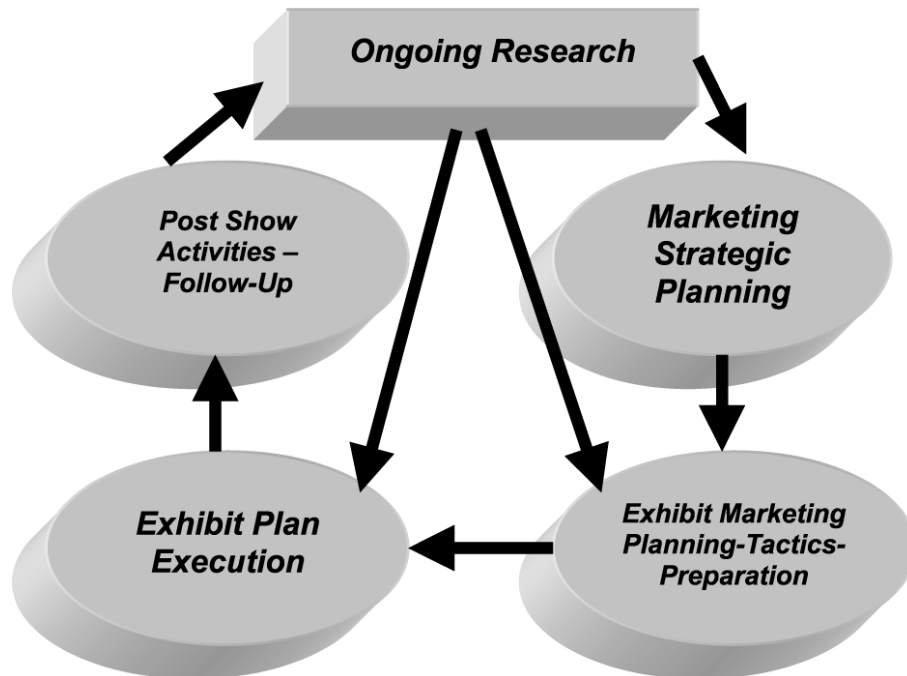 Ongoing Research
Post Show
Activities –
Follow-Up
Marketing
Strategic
Planning
Exhibit Plan
Execution
Exhibit Marketing
Planning-Tactics-
Preparation